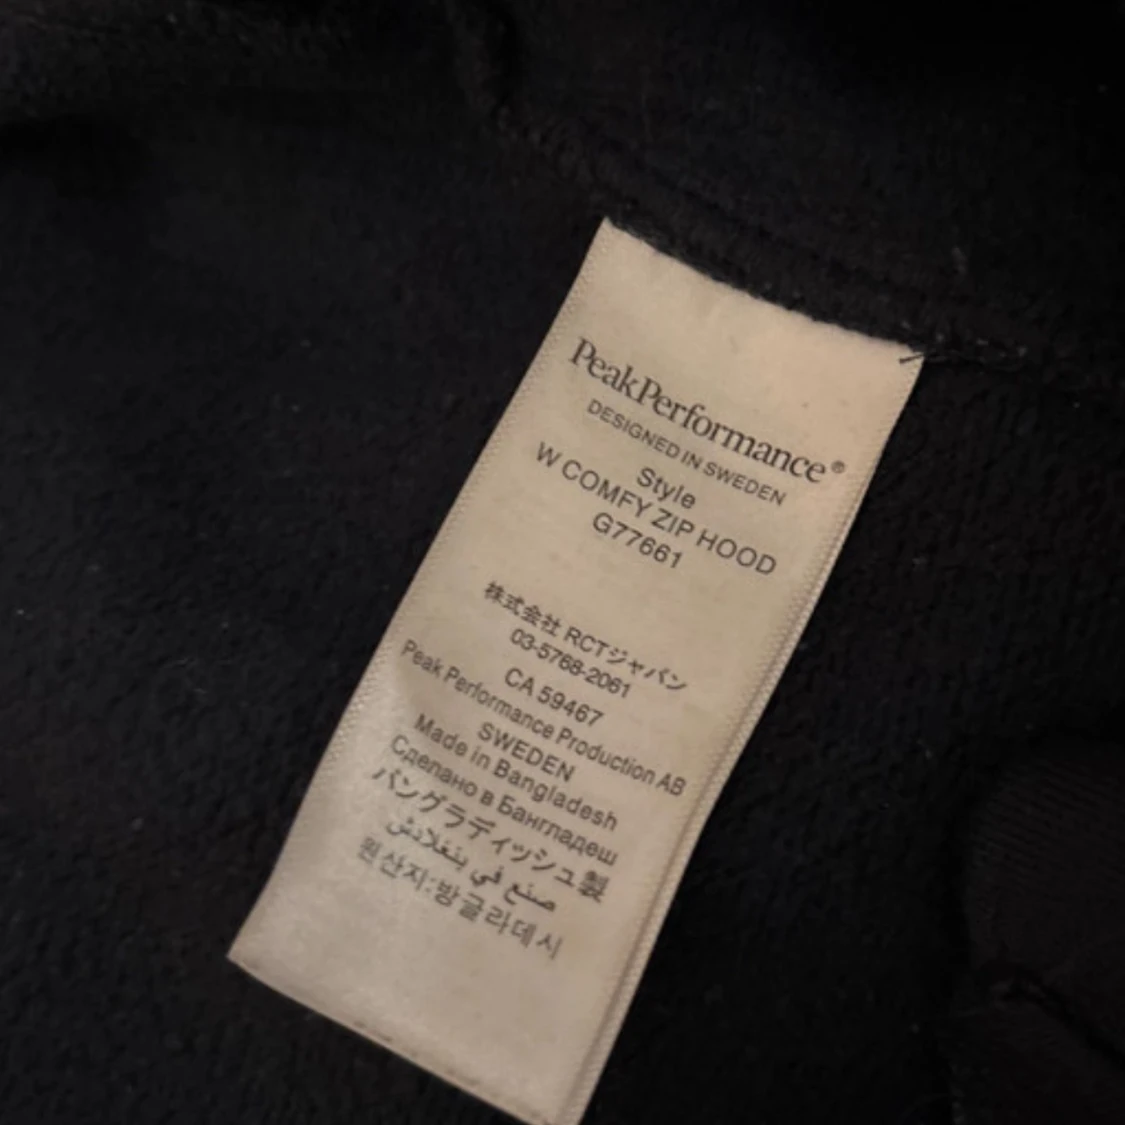 PeakPerformance®
DESIGNED IN SWEDEN
Style
W COMFY ZIP HOOD
G77661
株式会社 RCTジャパン
03-5768-2061
CA 59467
Peak Performance Production AB
SWEDEN
Made in Bangladesh
Сделано в Бангладеш
バングラディッシュ製
صنع في بنغلاديش
원산지:방글라데시